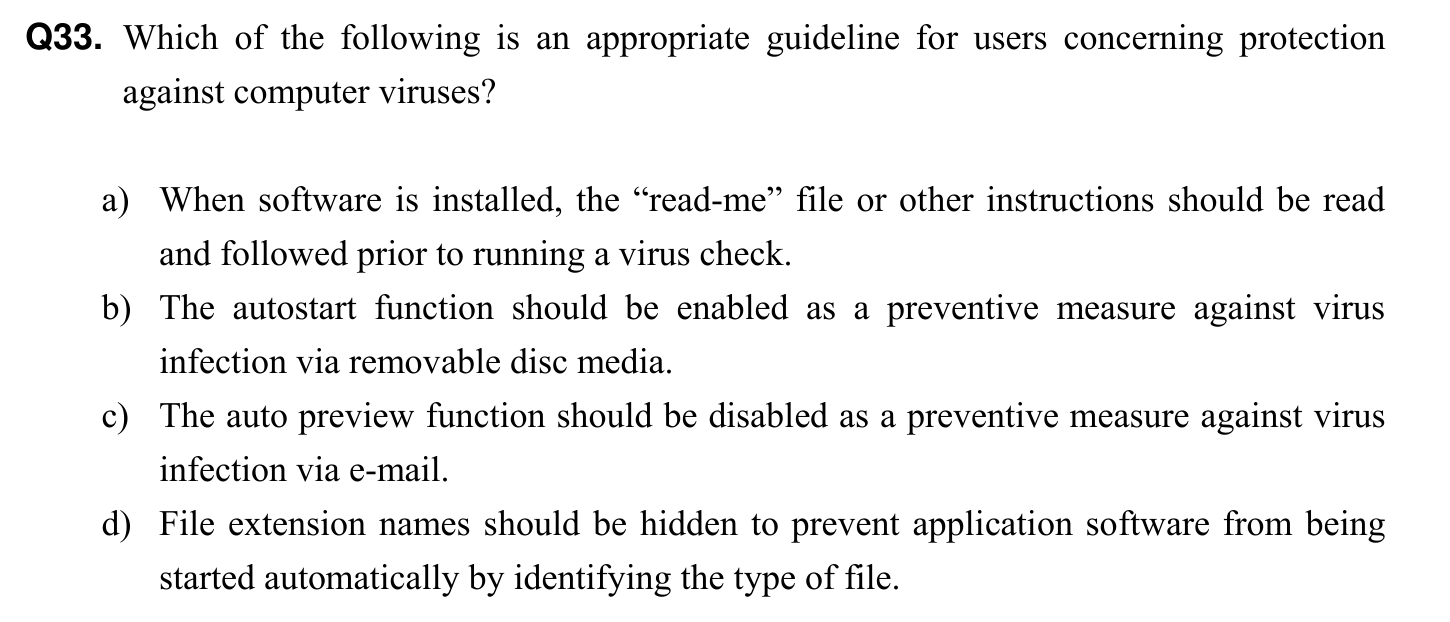 Q33. Which of the following is an appropriate guideline for users concerning protection
against computer viruses?
a) When software is installed, the “read-me” file or other instructions should be read
and followed prior to running a virus check.
b) The autostart function should be enabled as a preventive measure against virus
infection via removable disc media.
c) The auto preview function should be disabled as a preventive measure against virus
infection via e-mail.
d) File extension names should be hidden to prevent application software from being
started automatically by identifying the type of file.